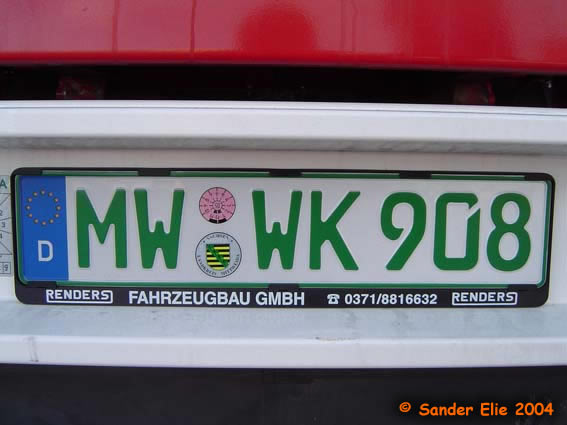 D MW WK 908
RENDERS FAHRZEUGBAU GMBH ☎ 0371/8816632 RENDERS
© Sander Elie 2004